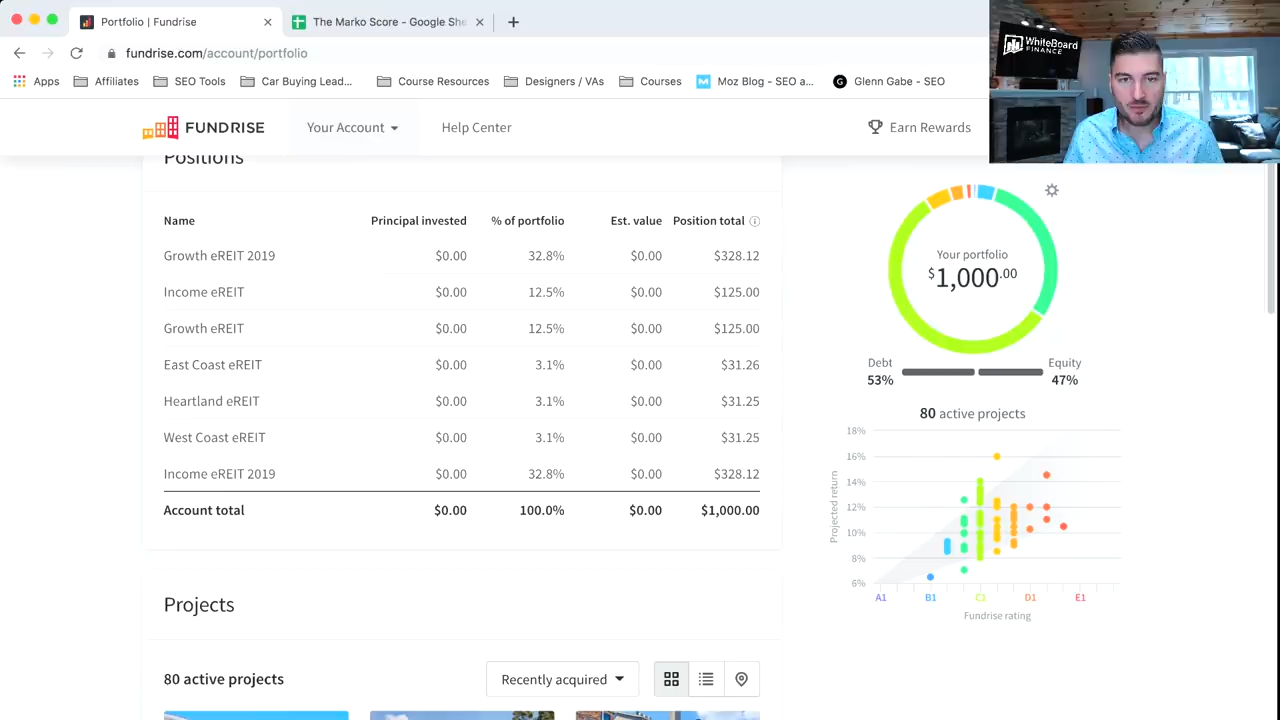 Portfolio | Fundrise
The Marko Score - Google She
fundrise.com/account/portfolio
Apps Affiliates SEO Tools Car Buying Lead... Course Resources Designers / VAs Courses Moz Blog - SEO a... Glenn Gabe - SEO
WhiteBoard
FINANCE
FUNDRISE Your Account Help Center Earn Rewards
Positions
Name Principal invested % of portfolio Est. value Position total
Growth eREIT 2019 $0.00 32.8% $0.00 $328.12
Income eREIT $0.00 12.5% $0.00 $125.00
Growth eREIT $0.00 12.5% $0.00 $125.00
East Coast eREIT $0.00 3.1% $0.00 $31.26
Heartland eREIT $0.00 3.1% $0.00 $31.25
West Coast eREIT $0.00 3.1% $0.00 $31.25
Income eREIT 2019 $0.00 32.8% $0.00 $328.12
Account total $0.00 100.0% $0.00 $1,000.00
Your portfolio
$1,000.00
Debt Equity
53% 47%
80 active projects
18%
16%
14%
12%
10%
8%
6%
Projected return
A1 B1 C1 D1 E1
Fundrise rating
Projects
80 active projects Recently acquired